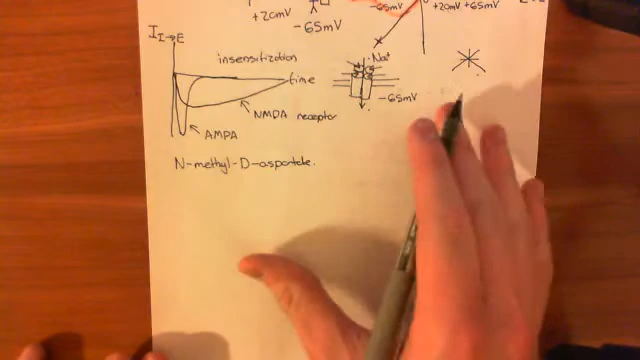 +20mV
-65mV
-65mV
+20mV +65mV
I I→E
insensitization
Na+
time
-65mV
NMDA receptor
AMPA
N-methyl-D-aspartate.